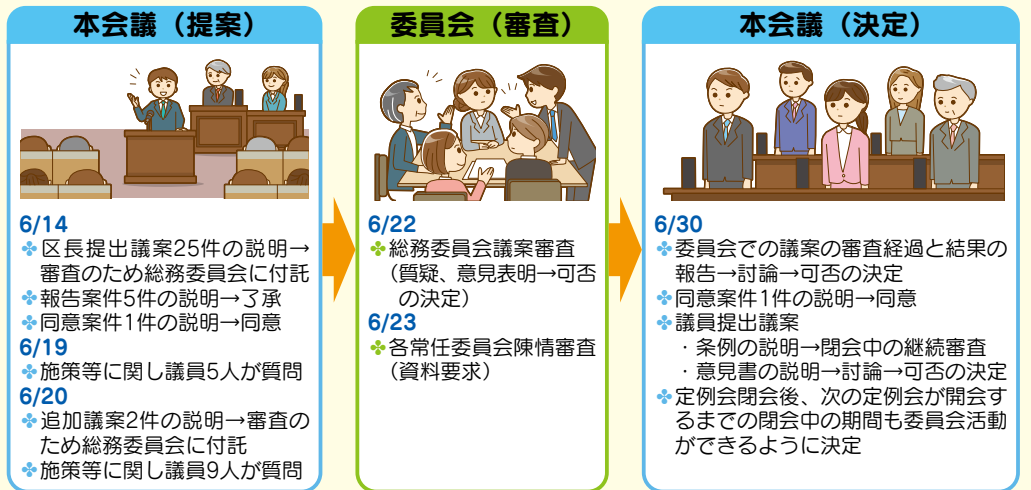 本会議（提案）
6/14
区長提出議案25件の説明→
審査のため総務委員会に付託
報告案件5件の説明→了承
同意案件1件の説明→同意
6/19
施策等に関し議員5人が質問
6/20
追加議案2件の説明→審査の
ため総務委員会に付託
施策等に関し議員9人が質問
委員会（審査）
6/22
総務委員会議案審査
（質疑、意見表明→可否
の決定）
6/23
各常任委員会陳情審査
（資料要求）
本会議（決定）
6/30
委員会での議案の審査経過と結果の
報告→討論→可否の決定
同意案件1件の説明→同意
議員提出議案
・条例の説明→閉会中の継続審査
・意見書の説明→討論→可否の決定
定例会閉会後、次の定例会が開会す
るまでの閉会中の期間も委員会活動
ができるように決定